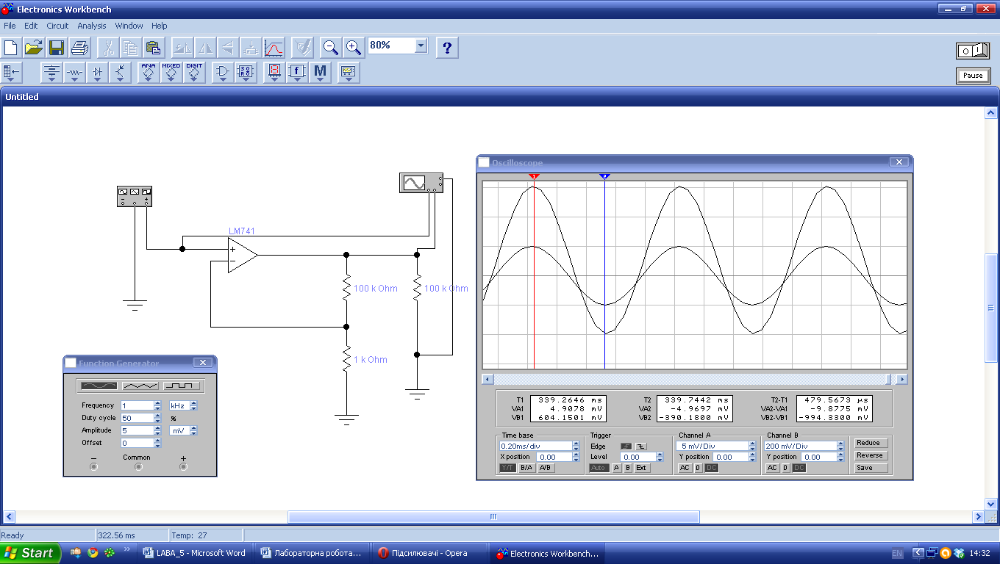 Electronics Workbench
File Edit Circuit Analysis Window Help
80%
?
ANA MIXED DIGIT
f M
Pause
Untitled
Oscilloscope
1 2
LM741
+
−
100 k Ohm 100 k Ohm
1 k Ohm
− +
Function Generator
Frequency 1 kHz
Duty cycle 50 %
Amplitude 5 mV
Offset 0
− Common +
T1 339.2646 ms T2 339.7442 ms T2-T1 479.5673 µs
VA1 4.9078 mV VA2 -4.9697 mV VA2-VA1 -9.8775 mV
VB1 604.1501 mV VB2 -390.1800 mV VB2-VB1 -994.3300 mV
Time base Trigger Channel A Channel B
0.20ms/div Edge 5 mV/Div 200 mV/Div Reduce
X position 0.00 Level 0.00 Y position 0.00 Y position 0.00 Reverse
Y/T B/A A/B Auto A B Ext AC 0 DC AC 0 DC Save
Ready 322.56 ms Temp: 27
Start LABA_5 - Microsoft Word Лабораторна робота... Підсилювачі - Opera Electronics Workbench... EN 14:32